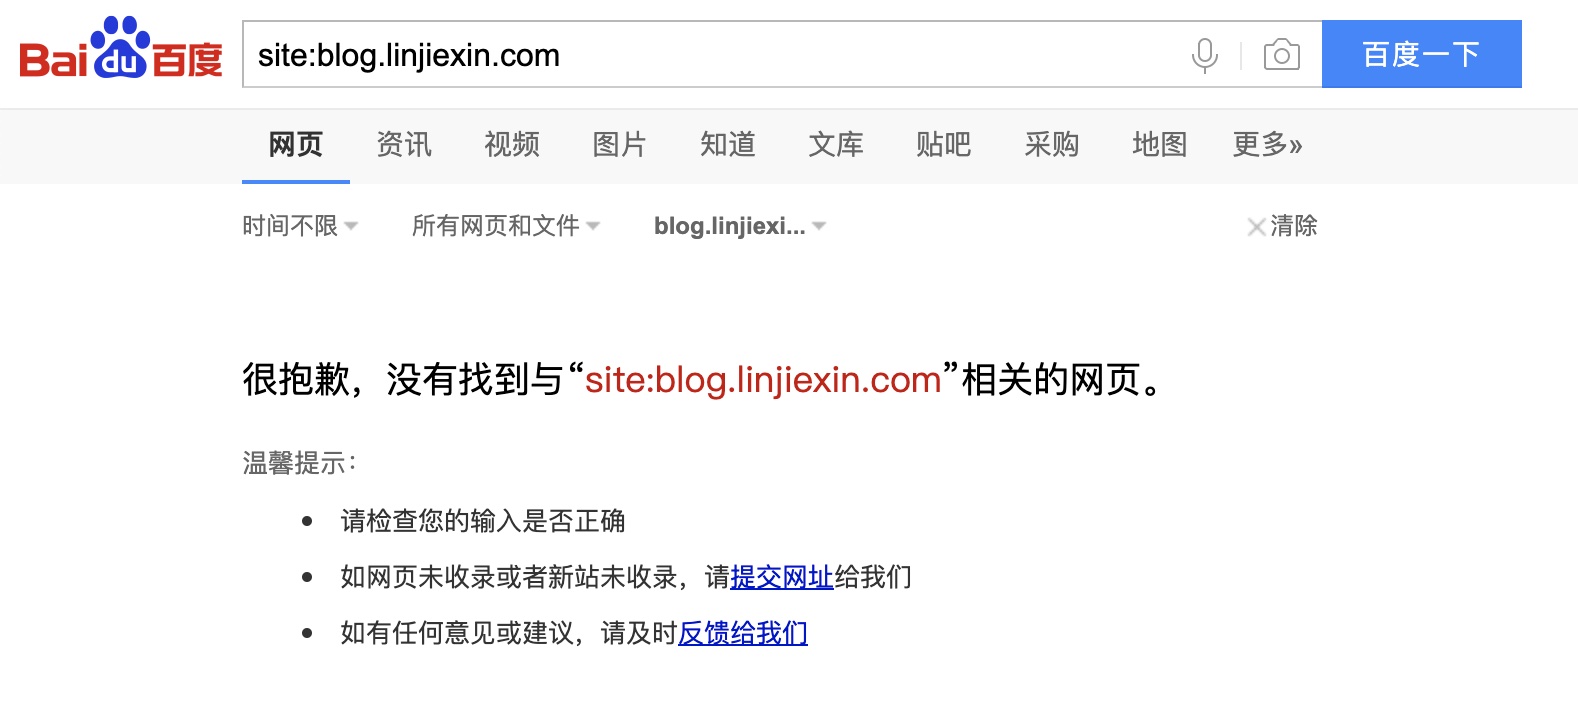 Baidu百度 site:blog.linjiexin.com 百度一下
网页 资讯 视频 图片 知道 文库 贴吧 采购 地图 更多»
时间不限 所有网页和文件 blog.linjiexi... 清除
很抱歉，没有找到与“site:blog.linjiexin.com”相关的网页。
温馨提示：
• 请检查您的输入是否正确
• 如网页未收录或者新站未收录，请提交网址给我们
• 如有任何意见或建议，请及时反馈给我们